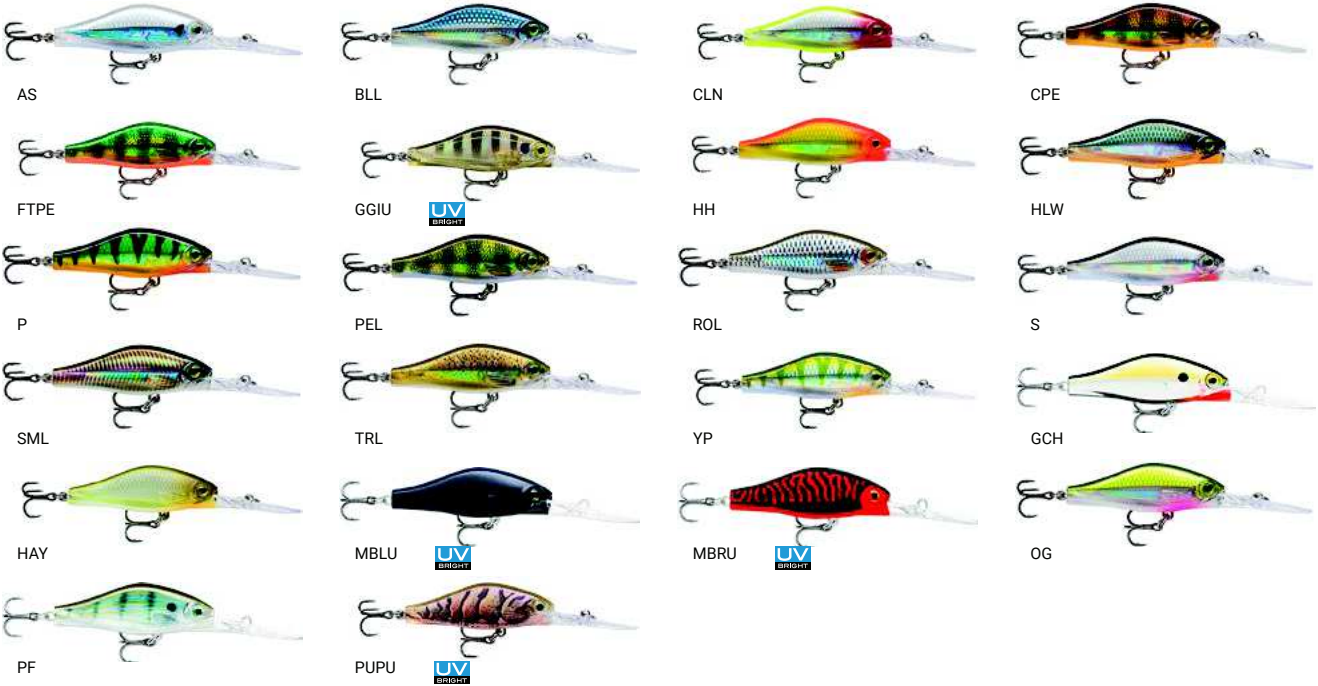 AS BLL CLN CPE
FTPE GGIU UV BRIGHT HH HLW
P PEL ROL S
SML TRL YP GCH
HAY MBLU UV BRIGHT MBRU UV BRIGHT OG
PF PUPU UV BRIGHT